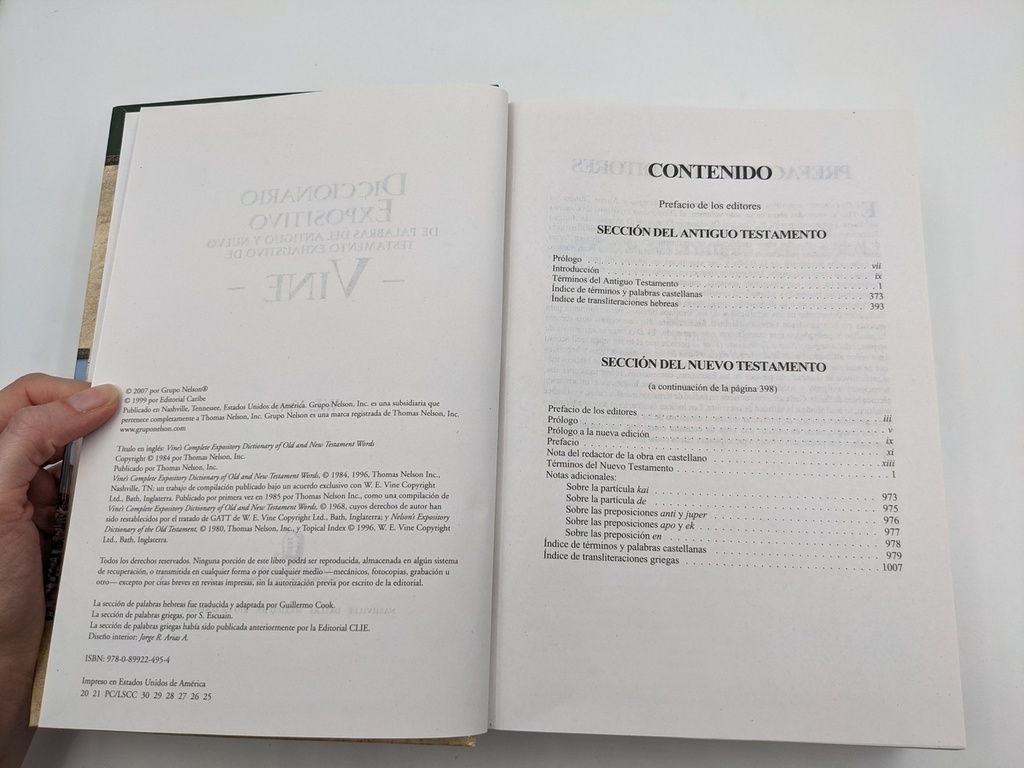 © 2007 por Grupo Nelson®
© 1999 por Editorial Caribe
Publicado en Nashville, Tennessee, Estados Unidos de América. Grupo Nelson, Inc. es una subsidiaria que
pertenece completamente a Thomas Nelson, Inc. Grupo Nelson es una marca registrada de Thomas Nelson, Inc.
www.gruponelson.com
Título en inglés: Vine's Complete Expository Dictionary of Old and New Testament Words
Copyright © 1984 por Thomas Nelson, Inc.
Publicado por Thomas Nelson, Inc.
Vine's Complete Expository Dictionary of Old and New Testament Words, © 1984, 1996, Thomas Nelson Inc.,
Nashville, TN; un trabajo de compilación publicado bajo un acuerdo exclusivo con W. E. Vine Copyright
Ltd., Bath, Inglaterra. Publicado por primera vez en 1985 por Thomas Nelson Inc., como una compilación de
Vine's Complete Expository Dictionary of Old and New Testament Words, © 1968, cuyos derechos de autor han
sido restablecidos por el tratado de GATT de W. E. Vine Copyright Ltd., Bath, Inglaterra; y Nelson's Expository
Dictionary of the Old Testament, © 1980, Thomas Nelson, Inc., y Topical Index © 1996, W. E. Vine Copyright
Ltd., Bath, Inglaterra.
Todos los derechos reservados. Ninguna porción de este libro podrá ser reproducida, almacenada en algún sistema
de recuperación, o transmitida en cualquier forma o por cualquier medio —mecánicos, fotocopias, grabación u
otro— excepto por citas breves en revistas impresas, sin la autorización previa por escrito de la editorial.
La sección de palabras hebreas fue traducida y adaptada por Guillermo Cook.
La sección de palabras griegas, por S. Escuain.
La sección de palabras griegas había sido publicada anteriormente por la Editorial CLIE.
Diseño interior: Jorge R. Arias A.
ISBN: 978-0-89922-495-4
Impreso en Estados Unidos de América
20 21 PC/LSCC 30 29 28 27 26 25
CONTENIDO
Prefacio de los editores
SECCIÓN DEL ANTIGUO TESTAMENTO
Prólogo vii
Introducción ix
Términos del Antiguo Testamento 1
Índice de términos y palabras castellanas 373
Índice de transliteraciones hebreas 393
SECCIÓN DEL NUEVO TESTAMENTO
(a continuación de la página 398)
Prefacio de los editores iii
Prólogo v
Prólogo a la nueva edición ix
Prefacio xi
Nota del redactor de la obra en castellano xiii
Términos del Nuevo Testamento 1
Notas adicionales:
Sobre la partícula kai 973
Sobre la partícula de 975
Sobre las preposiciones anti y juper 976
Sobre las preposiciones apo y ek 977
Sobre las preposición en 978
Índice de términos y palabras castellanas 979
Índice de transliteraciones griegas 1007